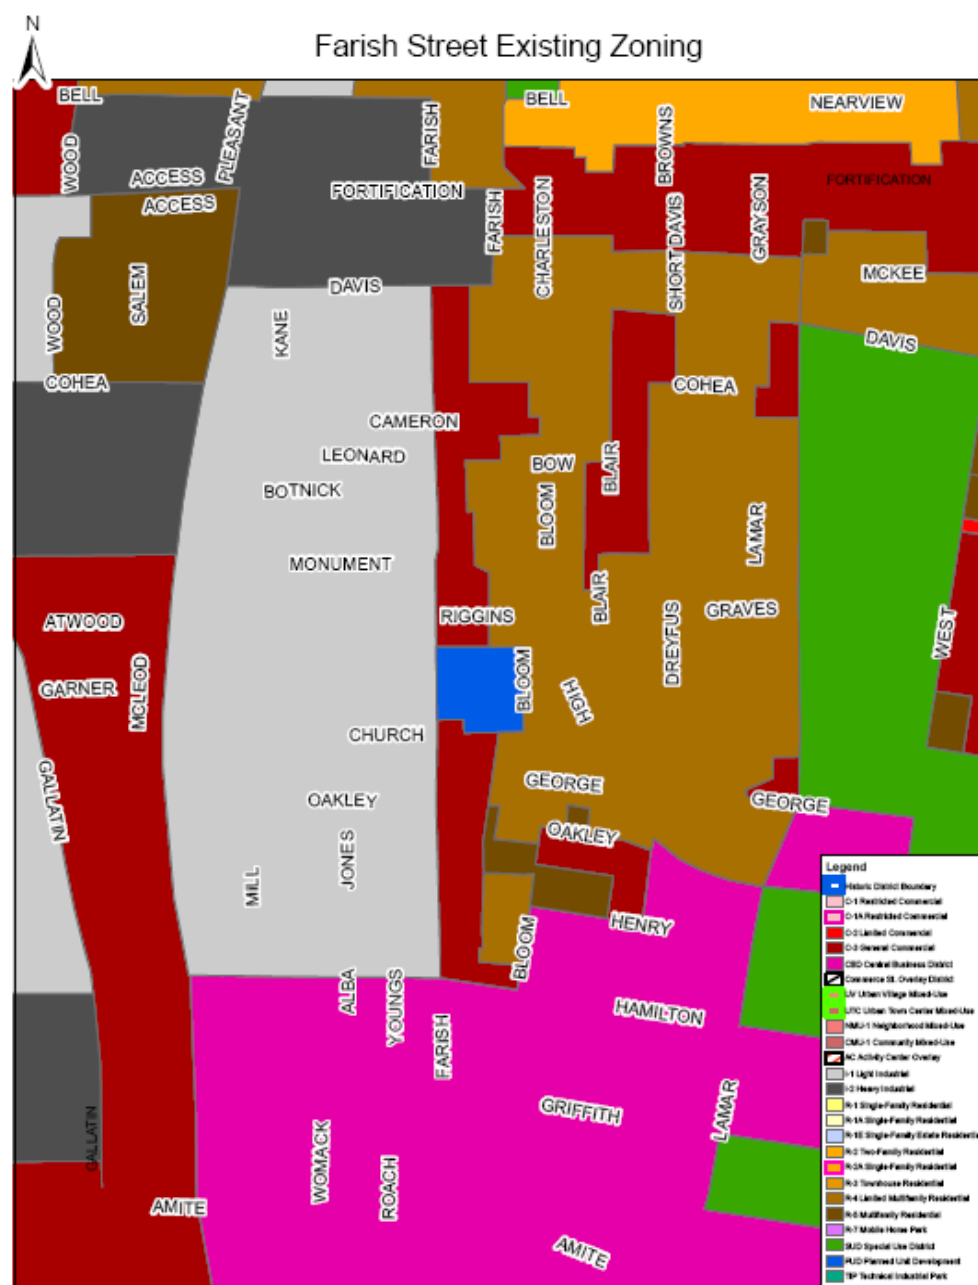 N
Farish Street Existing Zoning
BELL
BELL
NEARVIEW
WOOD
PLEASANT
FARISH
BROWNS
ACCESS
FORTIFICATION
FORTIFICATION
ACCESS
FARISH
CHARLESTON
SHORT DAVIS
GRAYSON
SALEM
DAVIS
MCKEE
WOOD
KANE
DAVIS
COHEA
COHEA
CAMERON
LEONARD
BOW
BLAIR
BOTNICK
BLOOM
LAMAR
MONUMENT
BLAIR
ATWOOD
RIGGINS
GRAVES
DREYFUS
WEST
GARNER
MCLEOD
BLOOM
HIGH
CHURCH
GALLATIN
OAKLEY
GEORGE
GEORGE
OAKLEY
MILL
JONES
HENRY
BLOOM
ALBA
YOUNGS
HAMILTON
FARISH
GRIFFITH
LAMAR
GALLATIN
WOMACK
ROACH
AMITE
AMITE
Legend
Historic District Boundary
C-1 Restricted Commercial
C-1A Restricted Commercial
C-2 Limited Commercial
C-3 General Commercial
CBD Central Business District
Commerce St. Overlay District
UV Urban Village Mixed-Use
UTC Urban Town Center Mixed-Use
NMU-1 Neighborhood Mixed-Use
CMU-1 Community Mixed-Use
AC Activity Center Overlay
I-1 Light Industrial
I-2 Heavy Industrial
R-1 Single-Family Residential
R-1A Single-Family Residential
R-1E Single-Family Estate Residentia
R-2 Two-Family Residential
R-2A Single-Family Residential
R-3 Townhouse Residential
R-4 Limited Multifamily Residential
R-5 Multifamily Residential
R-7 Mobile Home Park
SUD Special Use District
PUD Planned Unit Development
TIP Technical Industrial Park